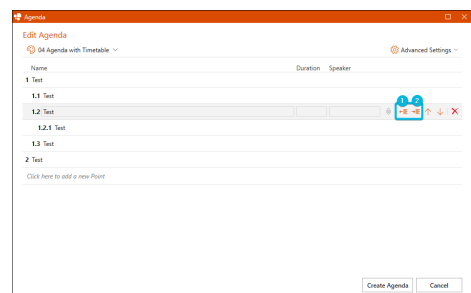 Agenda
Edit Agenda
04 Agenda with Timetable
Advanced Settings
Name Duration Speaker
1 Test
1.1 Test
1 2
1.2 Test
1.2.1 Test
1.3 Test
2 Test
Click here to add a new Point
Create Agenda Cancel